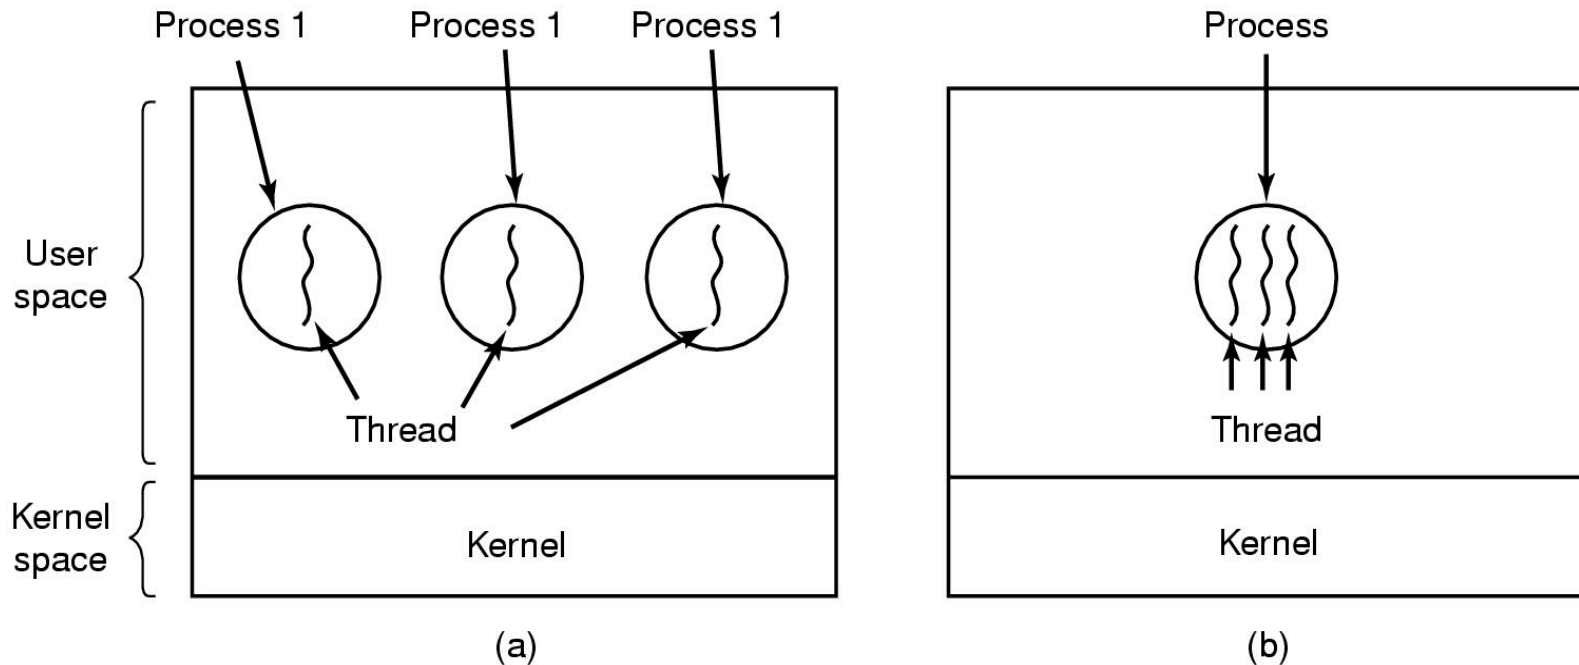 Process 1
Process 1
Process 1
Process
User
space
Thread
Thread
Kernel
space
Kernel
Kernel
(a)
(b)